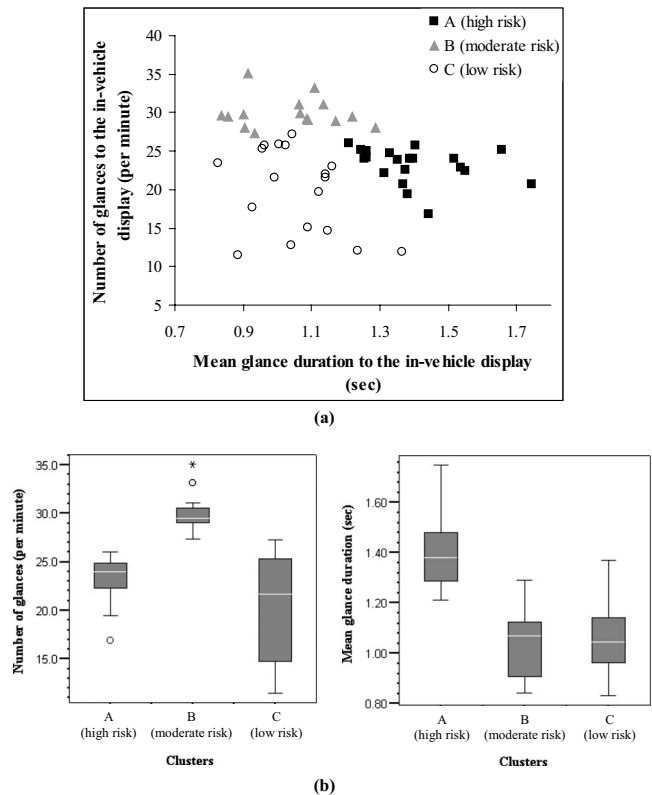 (a)
A (high risk)
B (moderate risk)
C (low risk)
Number of glances to the in-vehicle
display (per minute)
40
35
30
25
20
15
10
5
0.7 0.9 1.1 1.3 1.5 1.7
Mean glance duration to the in-vehicle display
(sec)
(a)
Number of glances (per minute)
35.0
30.0
25.0
20.0
15.0
A B C
(high risk) (moderate risk) (low risk)
Clusters
Mean glance duration (sec)
1.60
1.40
1.20
1.00
0.80
A B C
(high risk) (moderate risk) (low risk)
Clusters
(b)